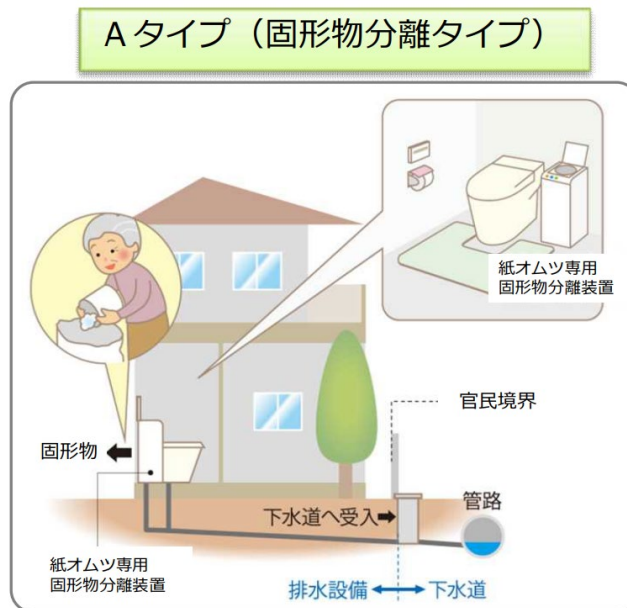 Aタイプ（固形物分離タイプ）
紙オムツ専用
固形物分離装置
官民境界
固形物
下水道へ受入
管路
紙オムツ専用
固形物分離装置
排水設備
下水道